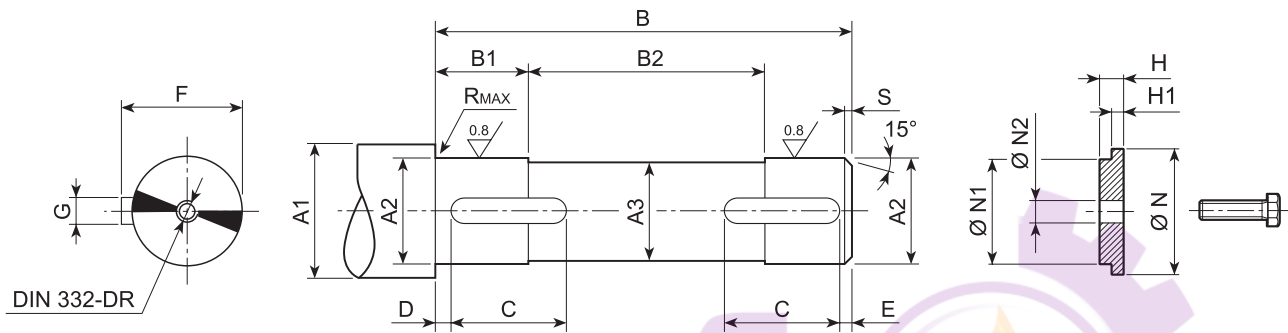 B
B1
B2
F
RMAX
S
H
H1
0.8
0.8
15°
Ø N2
G
A1
A2
A3
A2
Ø N1
Ø N
DIN 332-DR
D
C
C
E